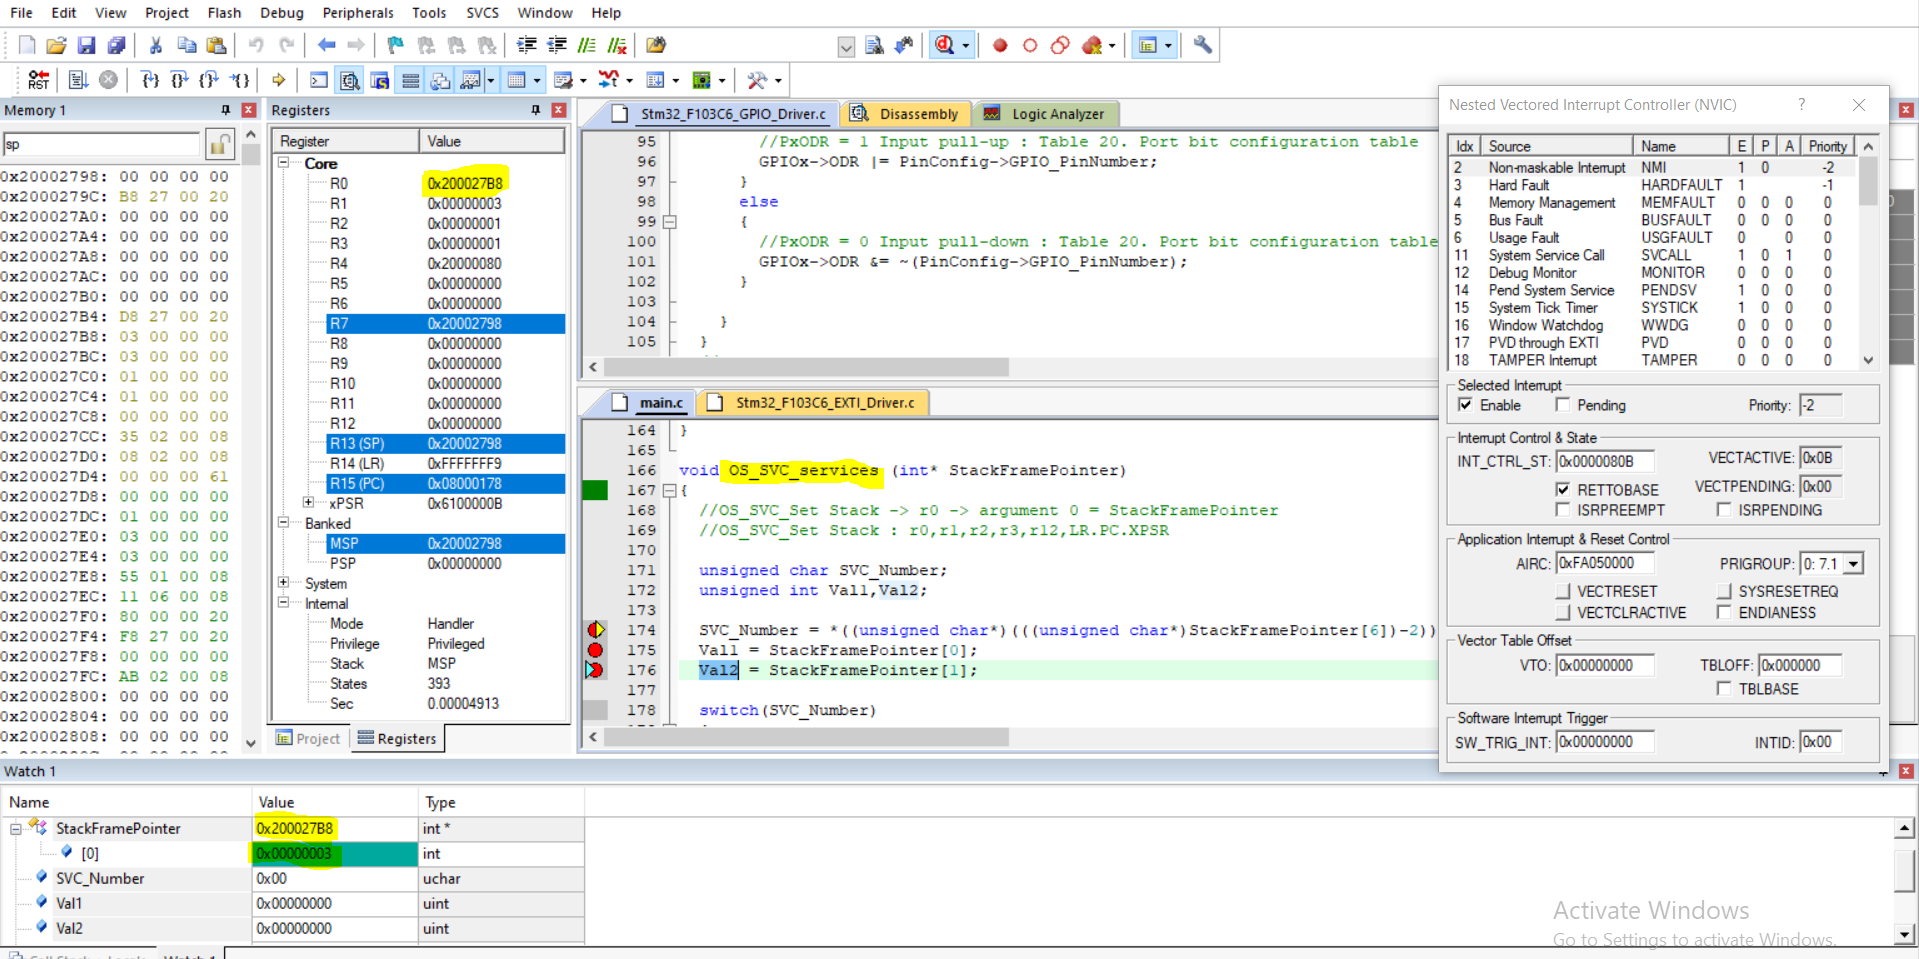 File Edit View Project Flash Debug Peripherals Tools SVCS Window Help
RST
Memory 1
sp
0x20002798: 00 00 00 00
0x2000279C: B8 27 00 20
0x200027A0: 00 00 00 00
0x200027A4: 00 00 00 00
0x200027A8: 00 00 00 00
0x200027AC: 00 00 00 00
0x200027B0: 00 00 00 00
0x200027B4: D8 27 00 20
0x200027B8: 03 00 00 00
0x200027BC: 03 00 00 00
0x200027C0: 01 00 00 00
0x200027C4: 01 00 00 00
0x200027C8: 00 00 00 00
0x200027CC: 35 02 00 08
0x200027D0: 08 02 00 08
0x200027D4: 00 00 00 61
0x200027D8: 00 00 00 00
0x200027DC: 01 00 00 00
0x200027E0: 03 00 00 00
0x200027E4: 03 00 00 00
0x200027E8: 55 01 00 08
0x200027EC: 11 06 00 08
0x200027F0: 80 00 00 20
0x200027F4: F8 27 00 20
0x200027F8: 00 00 00 00
0x200027FC: AB 02 00 08
0x20002800: 00 00 00 00
0x20002804: 00 00 00 00
0x20002808: 00 00 00 00
Registers
Register Value
Core
R0 0x200027B8
R1 0x00000003
R2 0x00000001
R3 0x00000001
R4 0x20000080
R5 0x00000000
R6 0x00000000
R7 0x20002798
R8 0x00000000
R9 0x00000000
R10 0x00000000
R11 0x00000000
R12 0x00000000
R13 (SP) 0x20002798
R14 (LR) 0xFFFFFFF9
R15 (PC) 0x08000178
xPSR 0x6100000B
Banked
MSP 0x20002798
PSP 0x00000000
System
Internal
Mode Handler
Privilege Privileged
Stack MSP
States 393
Sec 0.00004913
Project Registers
Stm32_F103C6_GPIO_Driver.c Disassembly Logic Analyzer
95 //PxODR = 1 Input pull-up : Table 20. Port bit configuration table
96 GPIOx->ODR |= PinConfig->GPIO_PinNumber;
97 }
98 else
99 {
100 //PxODR = 0 Input pull-down : Table 20. Port bit configuration table
101 GPIOx->ODR &= ~(PinConfig->GPIO_PinNumber);
102 }
103
104 }
105 }
main.c Stm32_F103C6_EXTI_Driver.c
164 }
165
166 void OS_SVC_services (int* StackFramePointer)
167 {
168 //OS_SVC_Set Stack -> r0 -> argument 0 = StackFramePointer
169 //OS_SVC_Set Stack : r0,r1,r2,r3,r12,LR.PC.XPSR
170
171 unsigned char SVC_Number;
172 unsigned int Val1,Val2;
173
174 SVC_Number = *((unsigned char*)(((unsigned char*)StackFramePointer[6])-2))
175 Val1 = StackFramePointer[0];
176 Val2 = StackFramePointer[1];
177
178 switch(SVC_Number)
Nested Vectored Interrupt Controller (NVIC) ?
Idx Source Name E P A Priority
2 Non-maskable Interrupt NMI 1 0 -2
3 Hard Fault HARDFAULT 1 -1
4 Memory Management MEMFAULT 0 0 0 0
5 Bus Fault BUSFAULT 0 0 0 0
6 Usage Fault USGFAULT 0 0 0
11 System Service Call SVCALL 1 0 1 0
12 Debug Monitor MONITOR 0 0 0 0
14 Pend System Service PENDSV 1 0 0 0
15 System Tick Timer SYSTICK 1 0 0 0
16 Window Watchdog WWDG 0 0 0 0
17 PVD through EXTI PVD 0 0 0 0
18 TAMPER Interrupt TAMPER 0 0 0 0
Selected Interrupt
Enable Pending Priority: -2
Interrupt Control & State
INT_CTRL_ST: 0x0000080B VECTACTIVE: 0x0B
RETTOBASE VECTPENDING: 0x00
ISRPREEMPT ISRPENDING
Application Interrupt & Reset Control
AIRC: 0xFA050000 PRIGROUP: 0: 7.1
VECTRESET SYSRESETREQ
VECTCLRACTIVE ENDIANESS
Vector Table Offset
VTO: 0x00000000 TBLOFF: 0x000000
TBLBASE
Software Interrupt Trigger
SW_TRIG_INT: 0x00000000 INTID: 0x00
Watch 1
Name Value Type
StackFramePointer 0x200027B8 int *
[0] 0x00000003 int
SVC_Number 0x00 uchar
Val1 0x00000000 uint
Val2 0x00000000 uint
Activate Windows
Go to Settings to activate Windows.